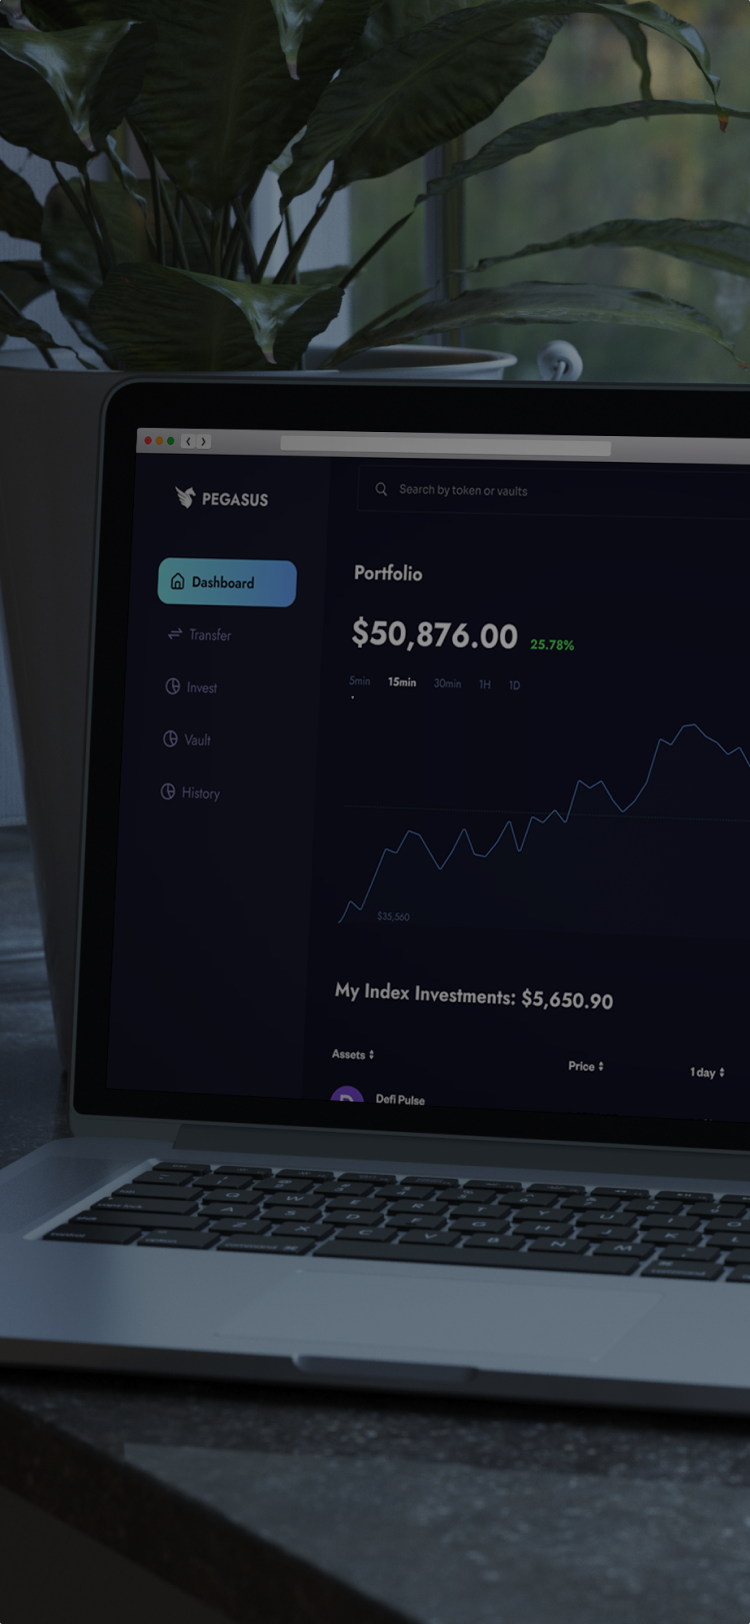 PEGASUS
Search by token or vaults
Dashboard
Transfer
Invest
Vault
History
Portfolio
$50,876.00 25.78%
5min 15min 30min 1H 1D
$35,560
My Index Investments: $5,650.90
Assets Price 1 day
Defi Pulse
Q W E R T Y U I O
A S D F G H J K L
Z X C V B N M
command